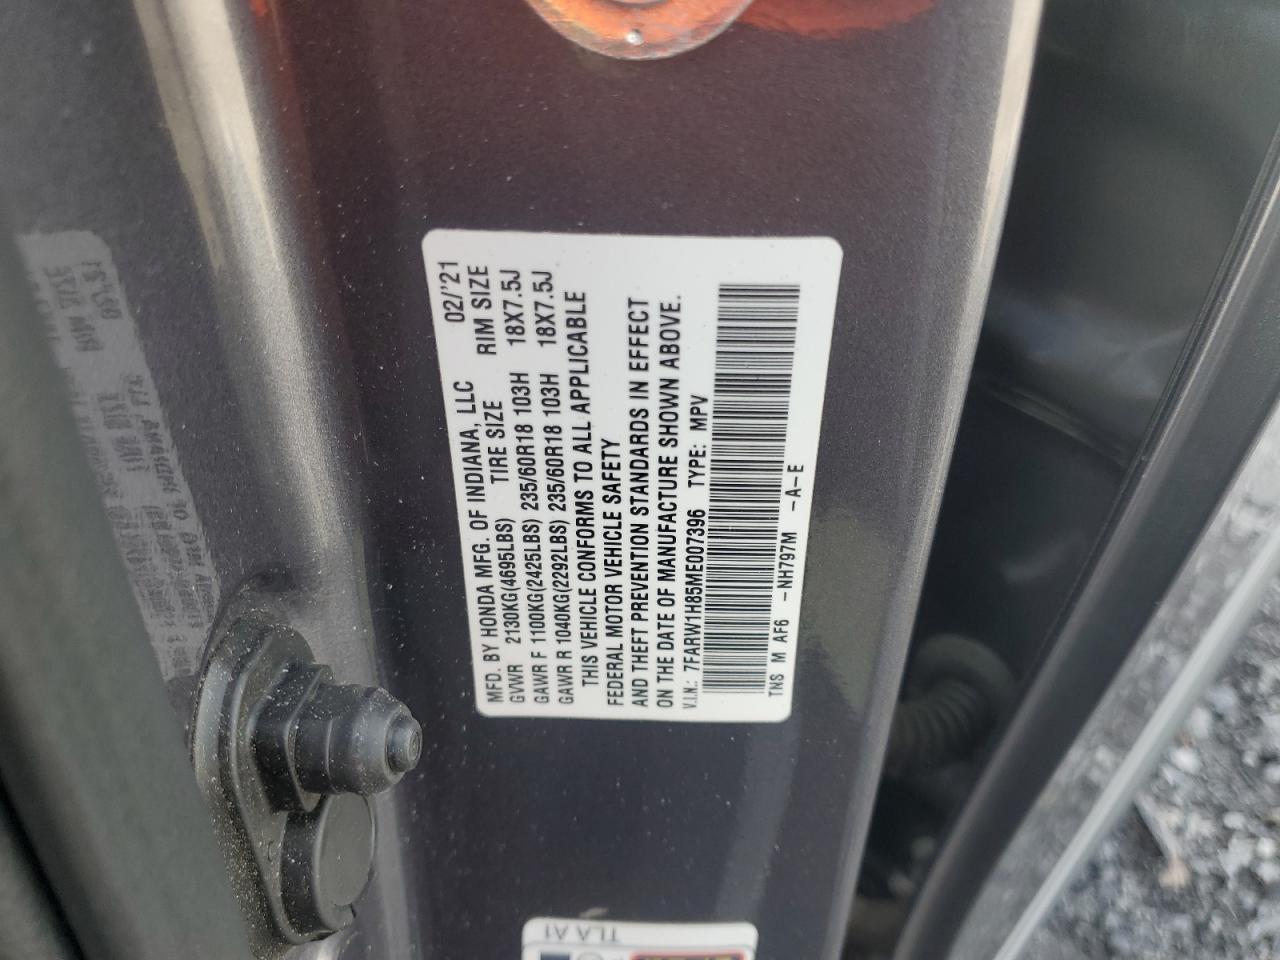 MFD. BY HONDA MFG. OF INDIANA, LLC 02/'21
GVWR 2130KG(4695LBS) TIRE SIZE RIM SIZE
GAWR F 1100KG(2425LBS) 235/60R18 103H 18X7.5J
GAWR R 1040KG(2292LBS) 235/60R18 103H 18X7.5J
THIS VEHICLE CONFORMS TO ALL APPLICABLE
FEDERAL MOTOR VEHICLE SAFETY
AND THEFT PREVENTION STANDARDS IN EFFECT
ON THE DATE OF MANUFACTURE SHOWN ABOVE.
V.I.N.: 7FARW1H85ME007396 TYPE: MPV
TNS M AF6 -NH797M -A-E
TLAA1